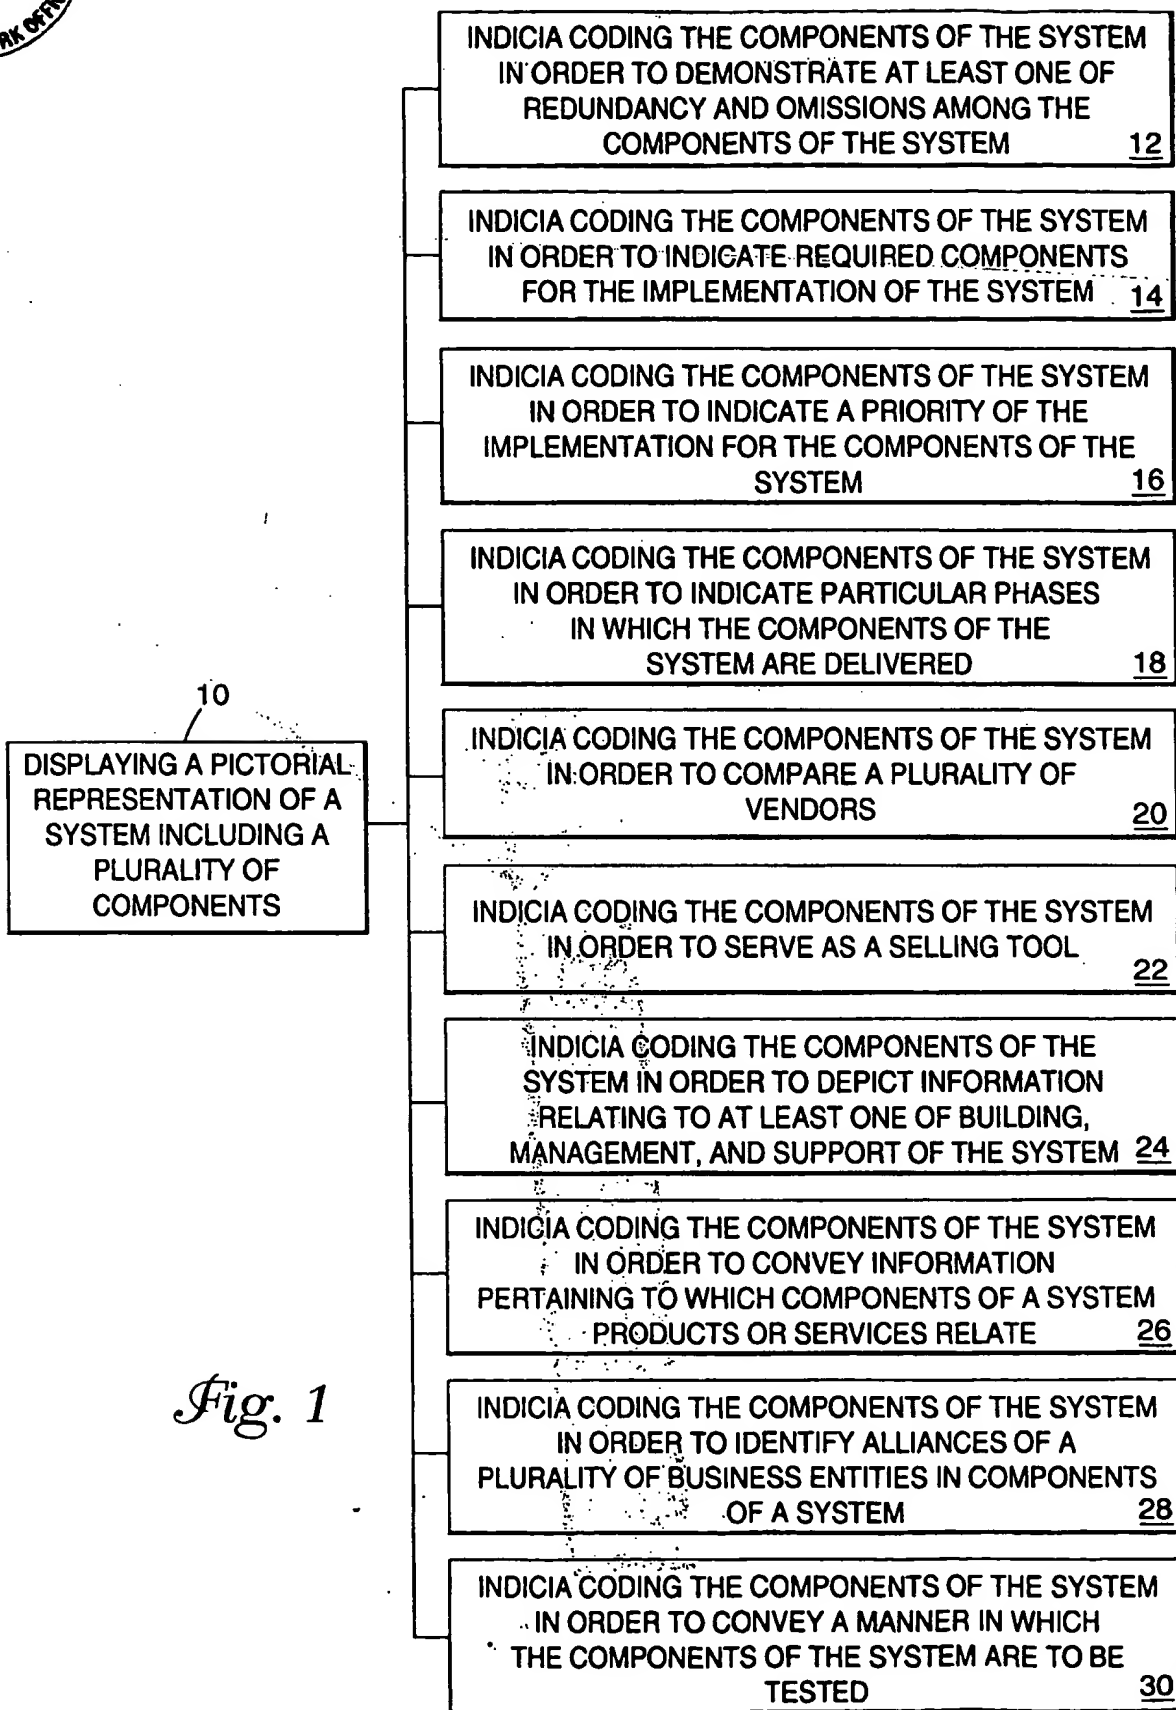 INDICIA CODING THE COMPONENTS OF THE SYSTEM
IN ORDER TO DEMONSTRATE AT LEAST ONE OF
REDUNDANCY AND OMISSIONS AMONG THE
COMPONENTS OF THE SYSTEM 12
INDICIA CODING THE COMPONENTS OF THE SYSTEM
IN ORDER TO INDICATE REQUIRED COMPONENTS
FOR THE IMPLEMENTATION OF THE SYSTEM 14
INDICIA CODING THE COMPONENTS OF THE SYSTEM
IN ORDER TO INDICATE A PRIORITY OF THE
IMPLEMENTATION FOR THE COMPONENTS OF THE
SYSTEM 16
INDICIA CODING THE COMPONENTS OF THE SYSTEM
IN ORDER TO INDICATE PARTICULAR PHASES
IN WHICH THE COMPONENTS OF THE
SYSTEM ARE DELIVERED 18
10
DISPLAYING A PICTORIAL
REPRESENTATION OF A
SYSTEM INCLUDING A
PLURALITY OF
COMPONENTS
INDICIA CODING THE COMPONENTS OF THE SYSTEM
IN ORDER TO COMPARE A PLURALITY OF
VENDORS 20
INDICIA CODING THE COMPONENTS OF THE SYSTEM
IN ORDER TO SERVE AS A SELLING TOOL
22
INDICIA CODING THE COMPONENTS OF THE
SYSTEM IN ORDER TO DEPICT INFORMATION
RELATING TO AT LEAST ONE OF BUILDING,
MANAGEMENT, AND SUPPORT OF THE SYSTEM 24
INDICIA CODING THE COMPONENTS OF THE SYSTEM
IN ORDER TO CONVEY INFORMATION
PERTAINING TO WHICH COMPONENTS OF A SYSTEM
PRODUCTS OR SERVICES RELATE 26
INDICIA CODING THE COMPONENTS OF THE SYSTEM
IN ORDER TO IDENTIFY ALLIANCES OF A
PLURALITY OF BUSINESS ENTITIES IN COMPONENTS
OF A SYSTEM 28
INDICIA CODING THE COMPONENTS OF THE SYSTEM
IN ORDER TO CONVEY A MANNER IN WHICH
THE COMPONENTS OF THE SYSTEM ARE TO BE
TESTED 30
Fig. 1